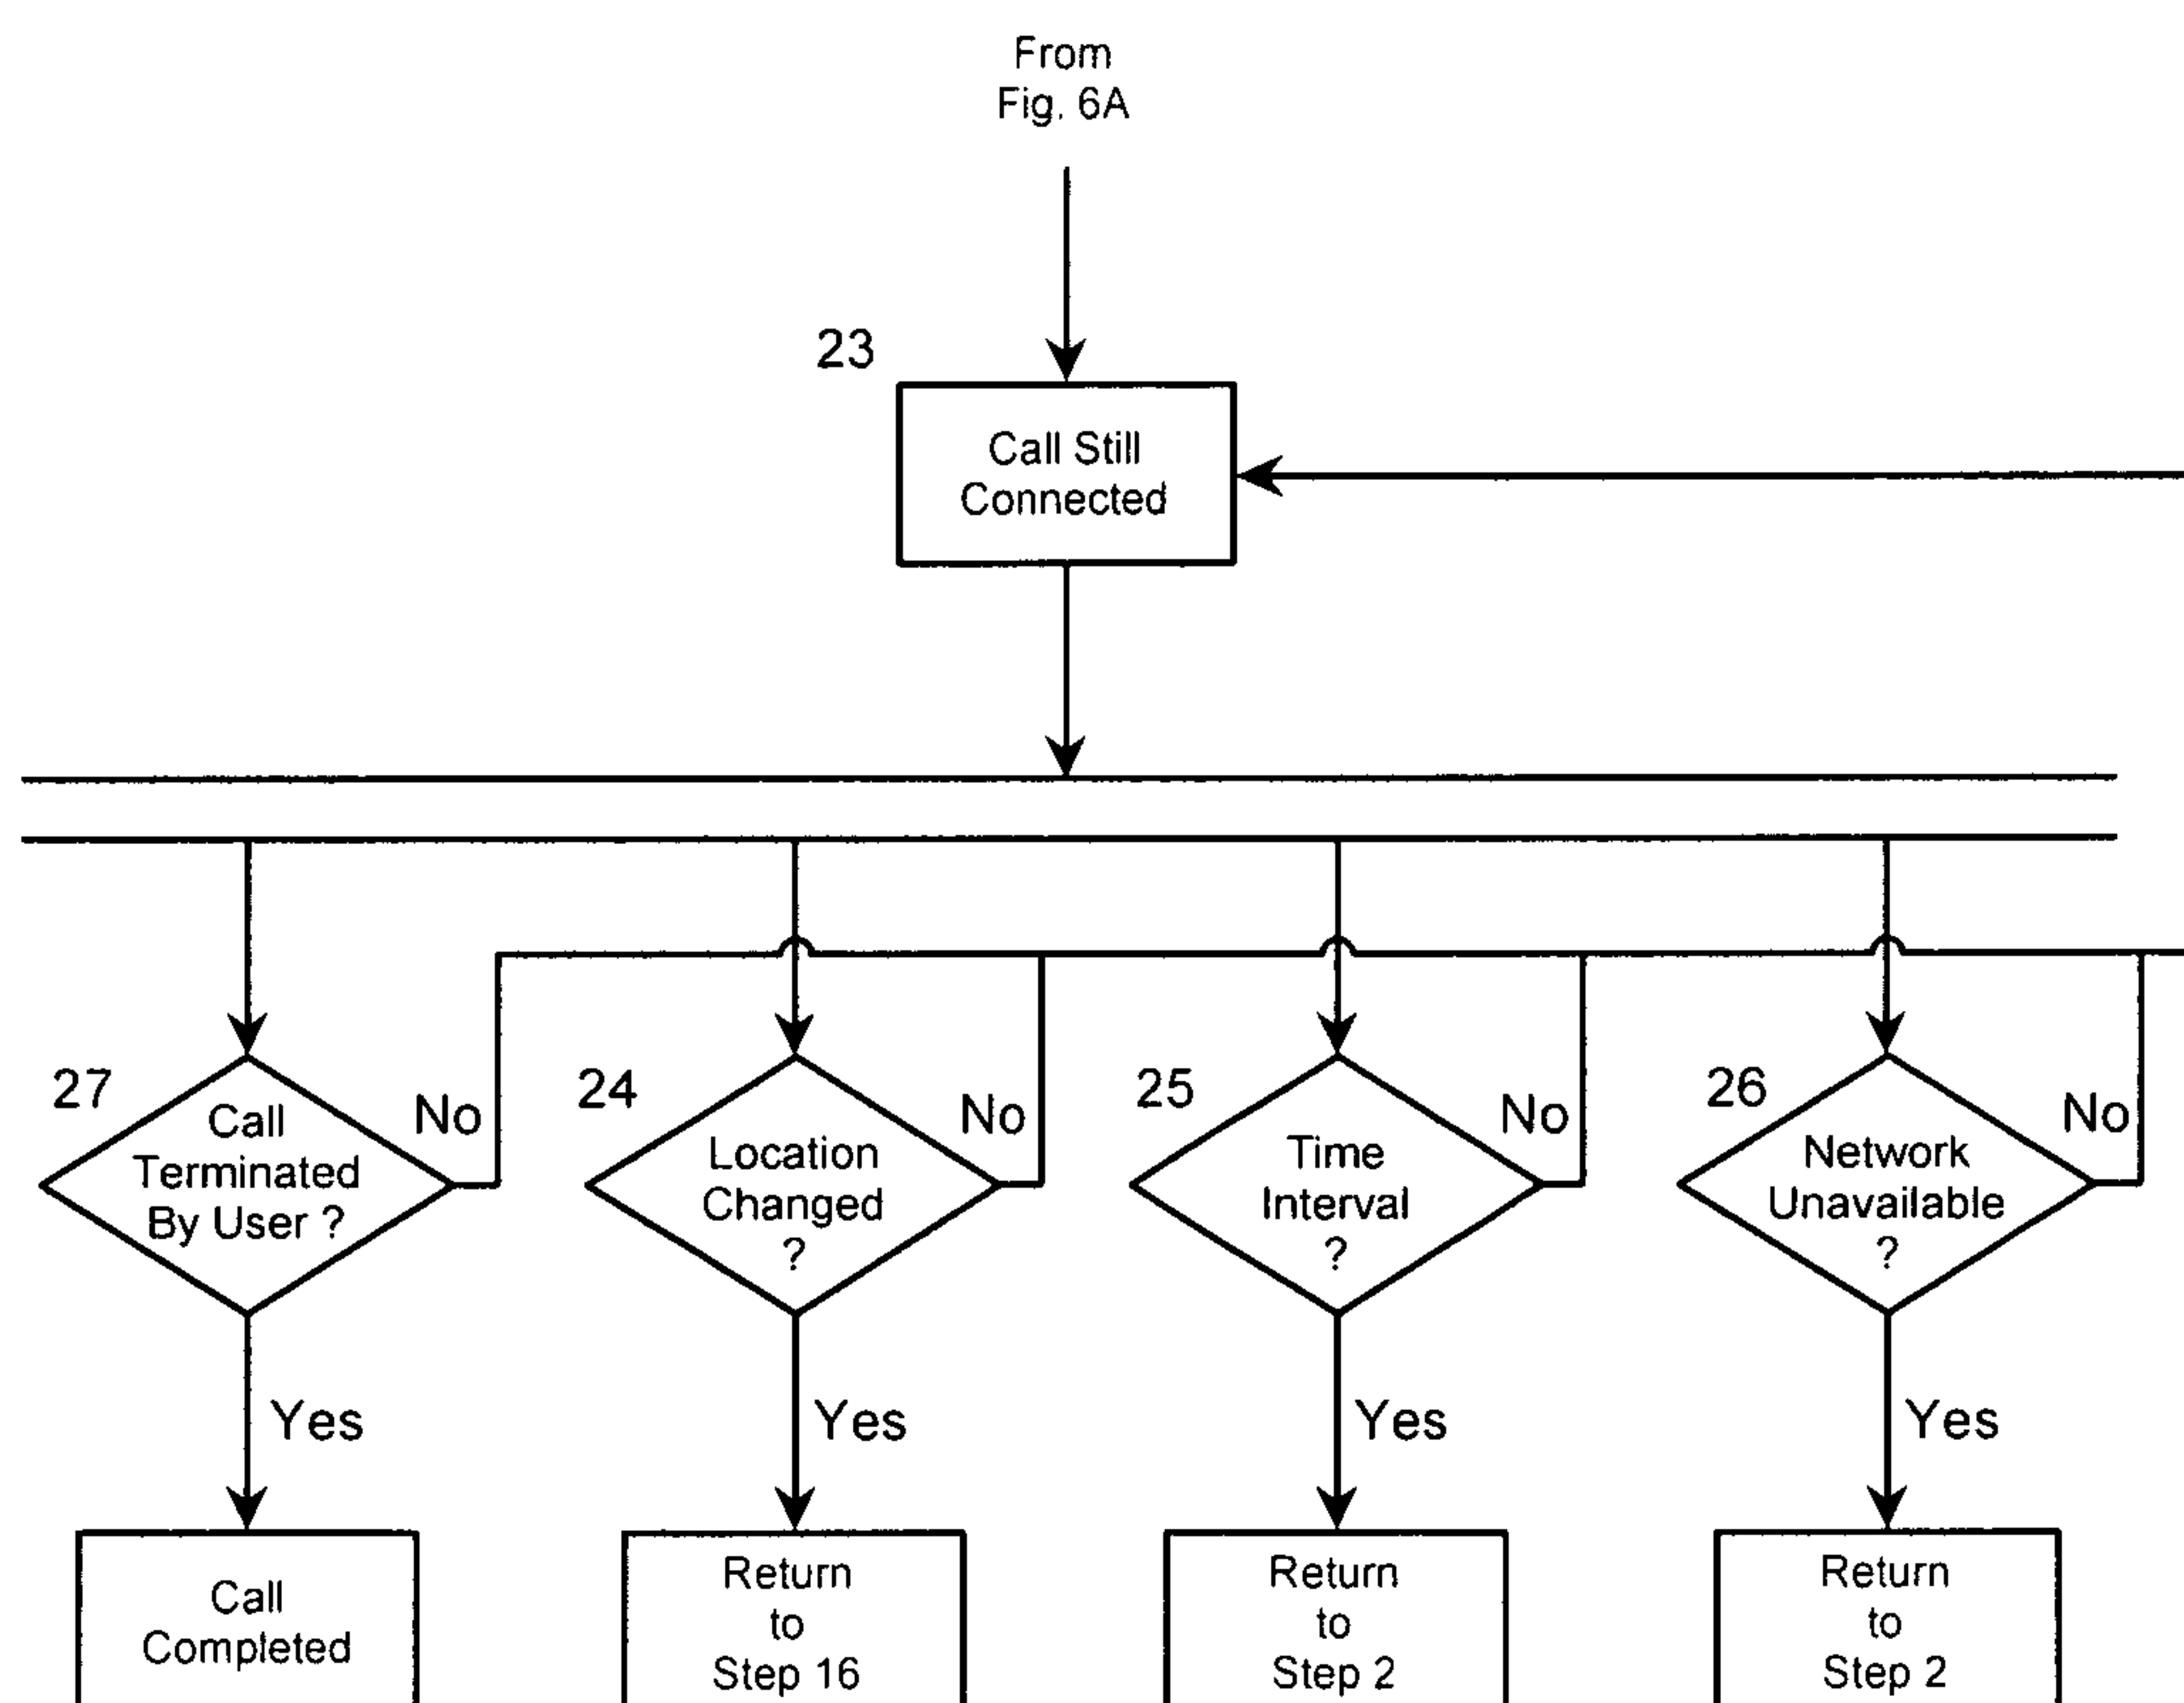 From
Fig. 6A
23
Call Still
Connected
27
Call
Terminated
By User ?
No
24
Location
Changed
?
No
25
Time
Interval
?
No
26
Network
Unavailable
?
No
Yes
Yes
Yes
Yes
Call
Completed
Return
to
Step 16
Return
to
Step 2
Return
to
Step 2